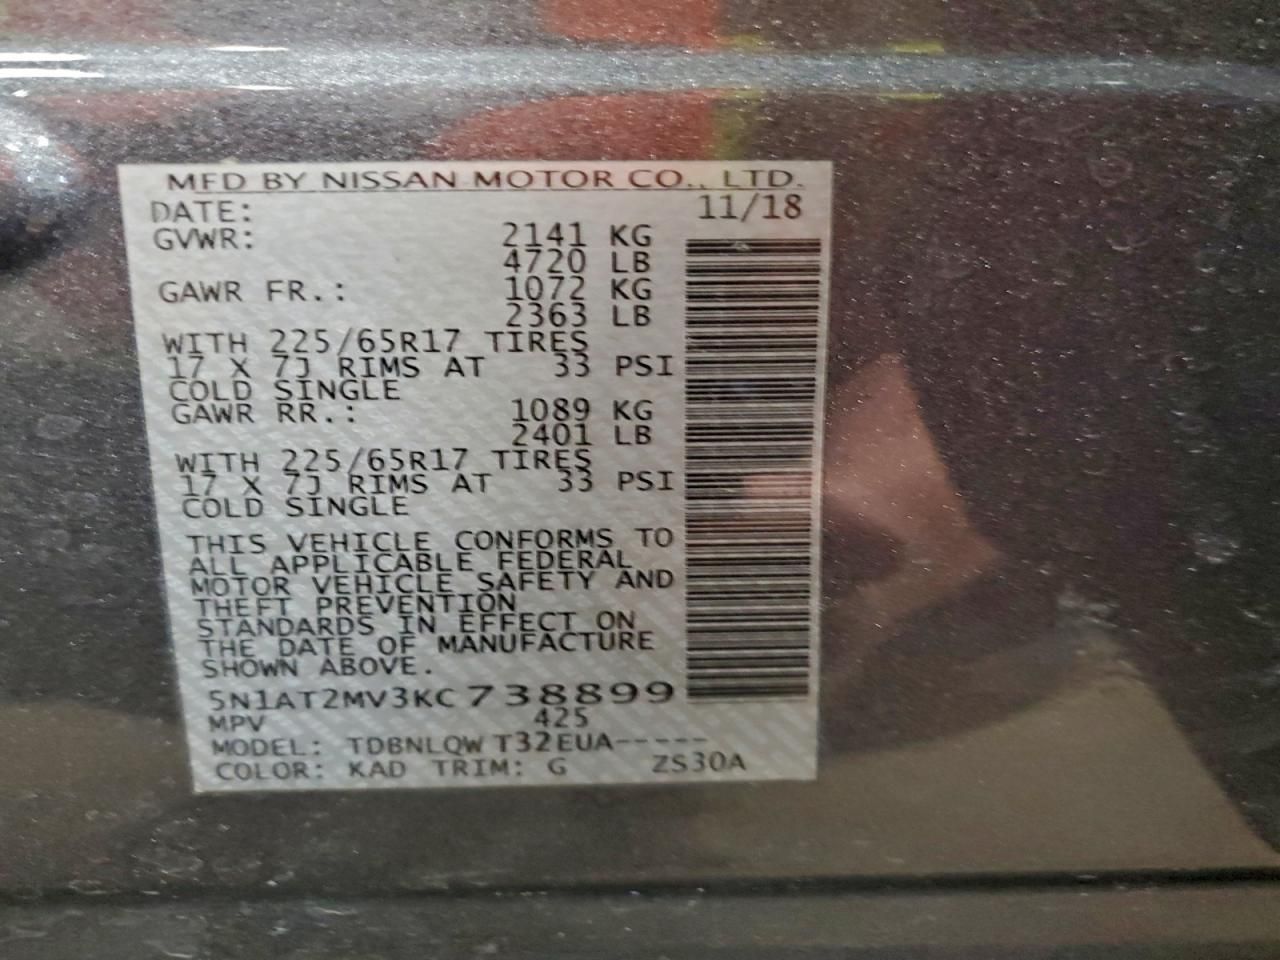 MFD BY NISSAN MOTOR CO., LTD.
DATE: 11/18
GVWR: 2141 KG
4720 LB
GAWR FR.: 1072 KG
2363 LB
WITH 225/65R17 TIRES
17 X 7J RIMS AT 33 PSI
COLD SINGLE
GAWR RR.: 1089 KG
2401 LB
WITH 225/65R17 TIRES
17 X 7J RIMS AT 33 PSI
COLD SINGLE
THIS VEHICLE CONFORMS TO
ALL APPLICABLE FEDERAL
MOTOR VEHICLE SAFETY AND
THEFT PREVENTION
STANDARDS IN EFFECT ON
THE DATE OF MANUFACTURE
SHOWN ABOVE.
5N1AT2MV3KC738899
MPV 425
MODEL: TDBNLQW T32EUA-----
COLOR: KAD TRIM: G ZS30A